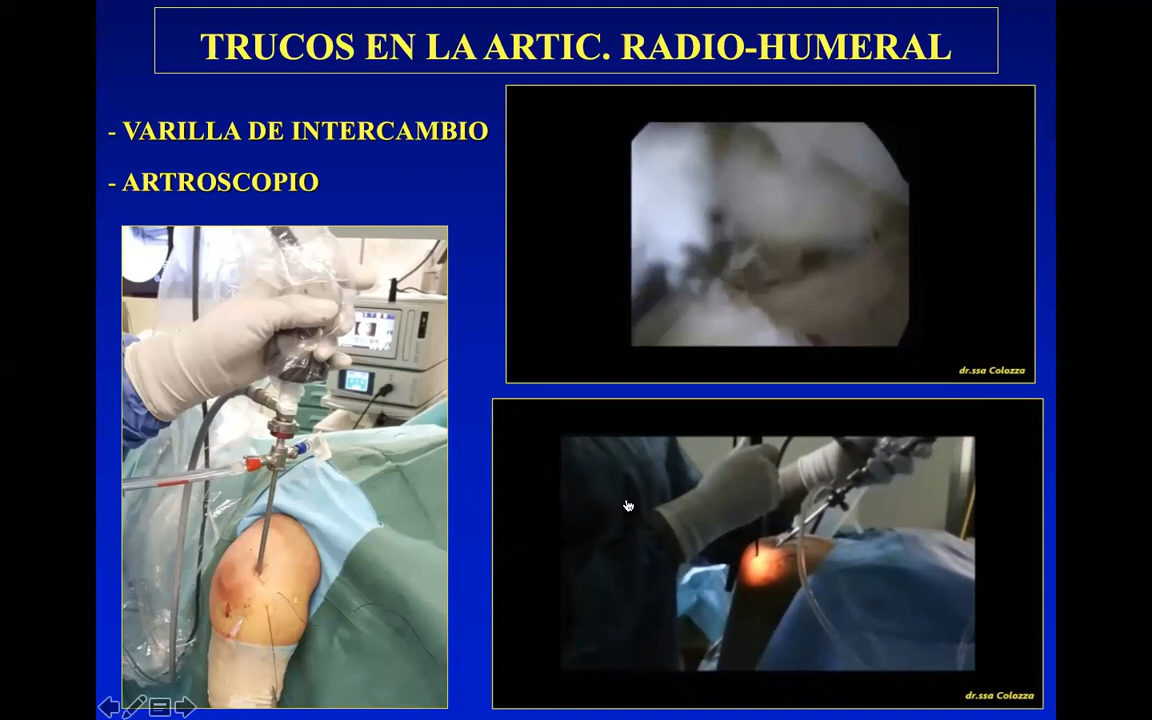 TRUCOS EN LA ARTIC. RADIO-HUMERAL
- VARILLA DE INTERCAMBIO
- ARTROSCOPIO
dr.ssa Colozza
dr.ssa Colozza